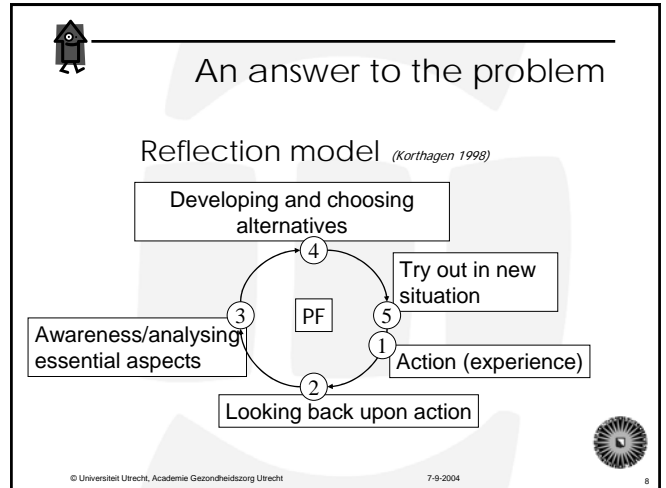 An answer to the problem
Reflection model (Korthagen 1998)
Developing and choosing
alternatives
4
Try out in new
situation
3
PF
5
1
Awareness/analysing
essential aspects
Action (experience)
2
Looking back upon action
© Universiteit Utrecht, Academie Gezondheidszorg Utrecht
7-9-2004
8